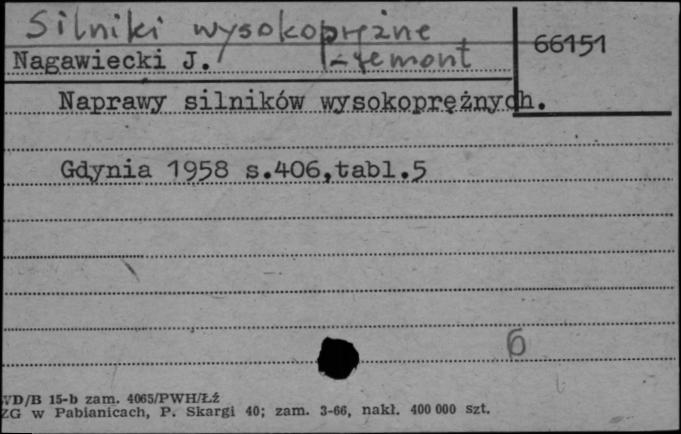 Silniki wysokoprężne
66151
Nagawiecki J. - remont
Naprawy silników wysokoprężnych.
Gdynia 1958 s.406,tabl.5
6
WD/B 15-b zam. 4065/PWH/Łź
ZG w Pabianicach, P. Skargi 40; zam. 3-66, nakł. 400 000 szt.